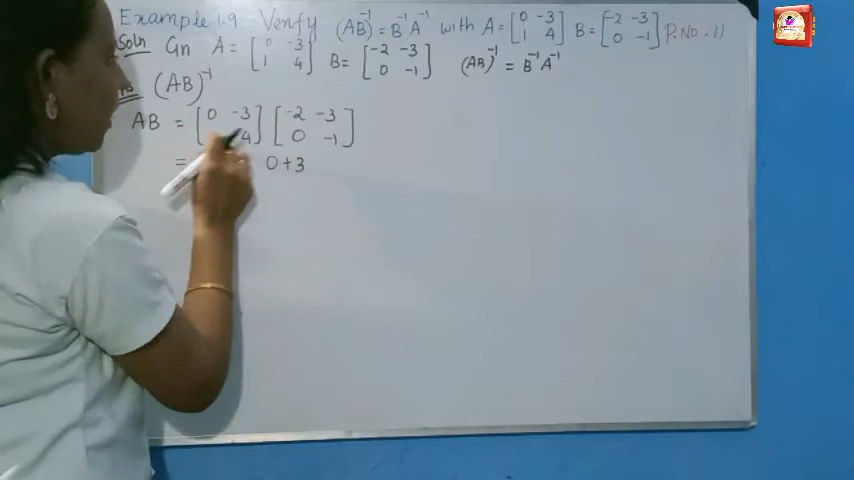 Example 1.9 Verify (AB)⁻¹ = B⁻¹ A⁻¹ with A = [0 -3; 1 4] B = [-2 -3; 0 -1] P.No. 11
Soln Gn A = [0 -3; 1 4] B = [-2 -3; 0 -1] (AB)⁻¹ = B⁻¹ A⁻¹
(AB)⁻¹
AB = [0 -3; 4] [-2 -3; 0 -1]
= 0+3